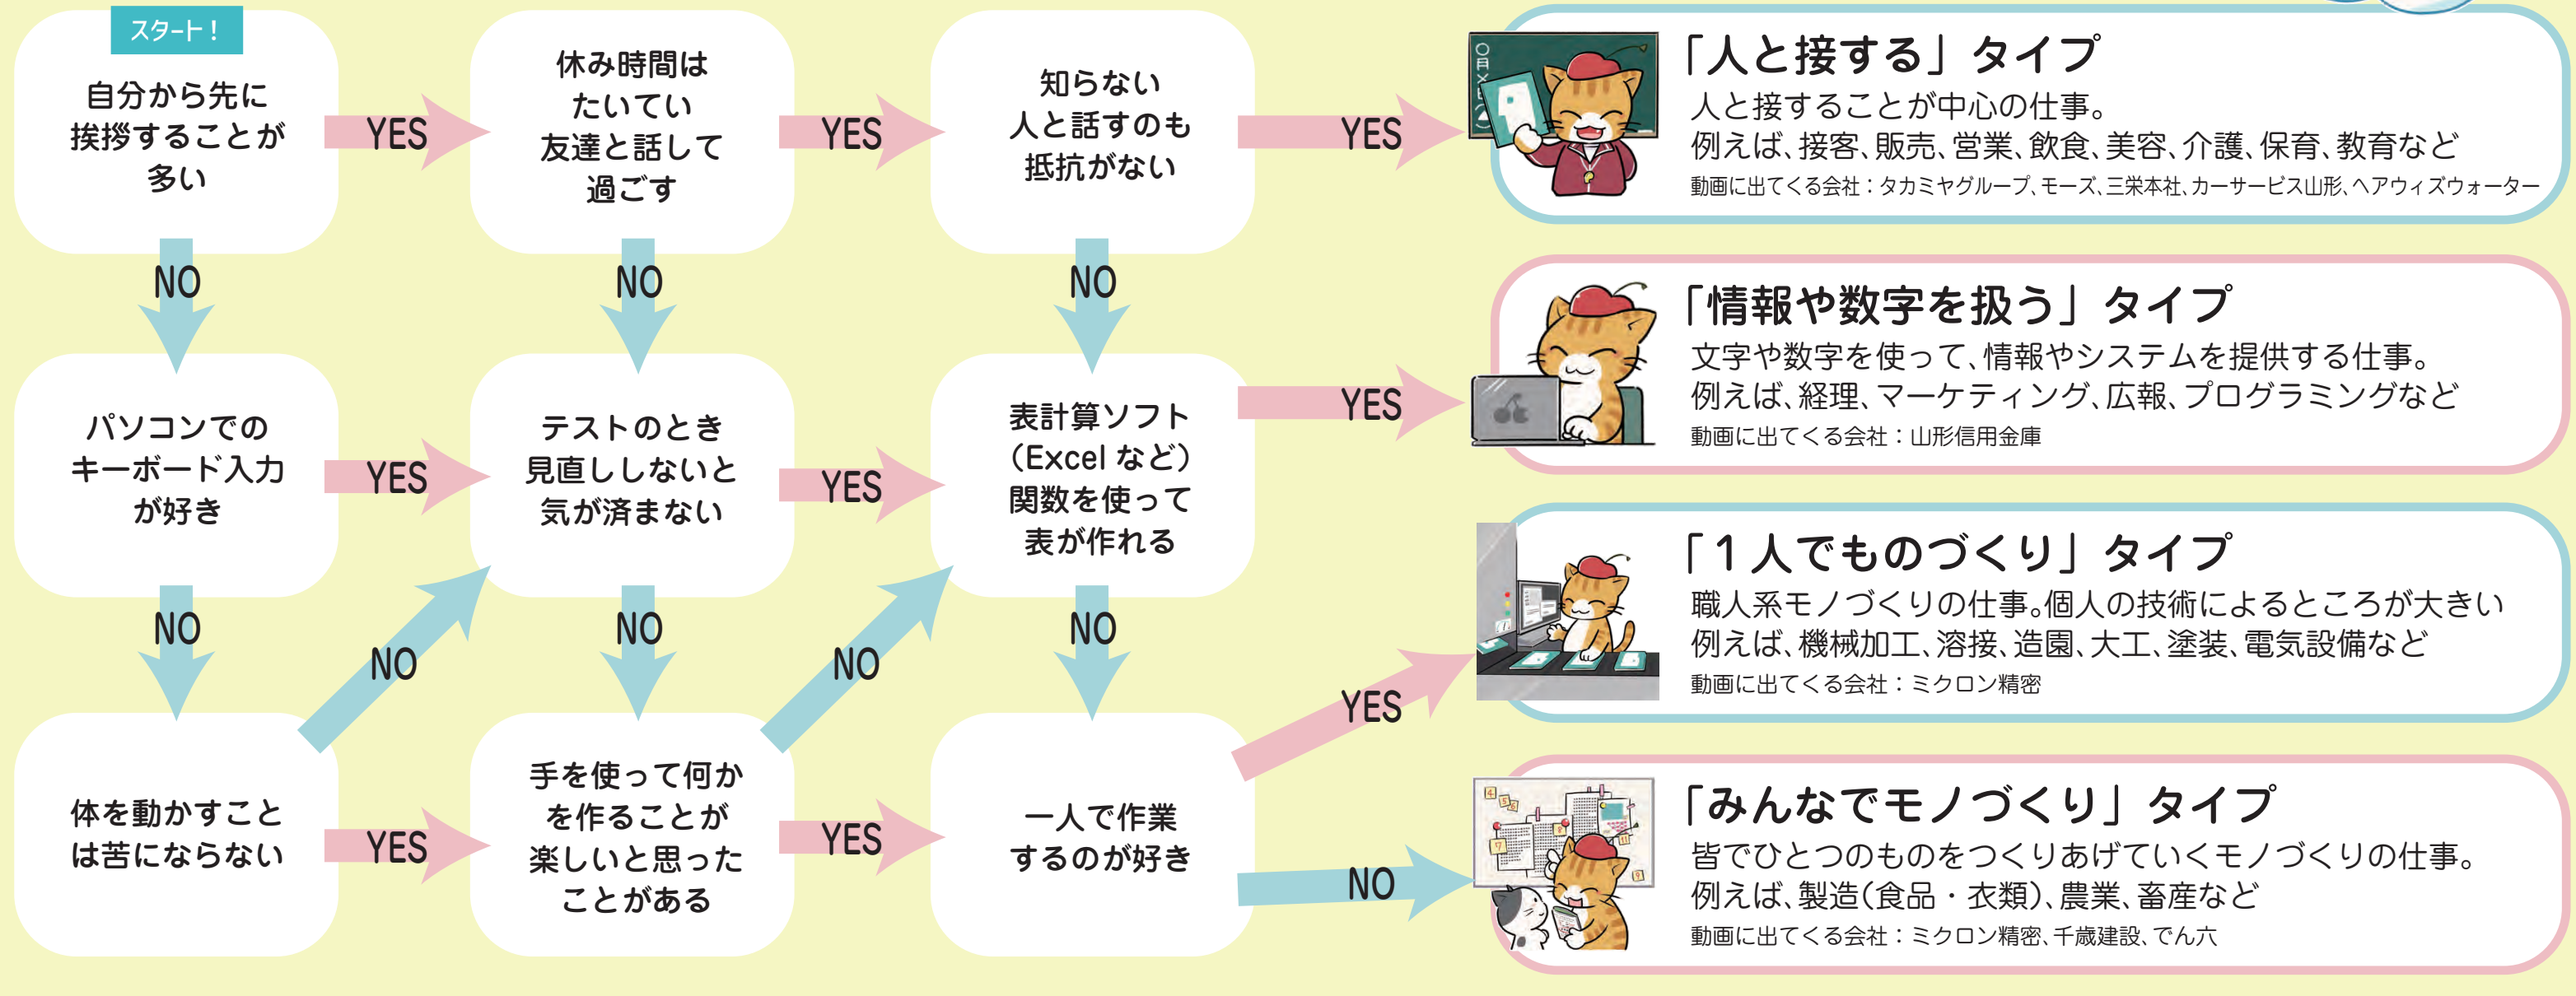 スタート！
自分から先に
挨拶することが
多い
YES
休み時間は
たいてい
友達と話して
過ごす
YES
知らない
人と話すのも
抵抗がない
YES
「人と接する」タイプ
人と接することが中心の仕事。
例えば、接客、販売、営業、飲食、美容、介護、保育、教育など
動画に出てくる会社：タカミヤグループ、モーズ、三栄本社、カーサービス山形、ヘアウィズウォーター
NO
NO
NO
パソコンでの
キーボード入力
が好き
YES
テストのとき
見直ししないと
気が済まない
YES
表計算ソフト
（Excel など）
関数を使って
表が作れる
YES
「情報や数字を扱う」タイプ
文字や数字を使って、情報やシステムを提供する仕事。
例えば、経理、マーケティング、広報、プログラミングなど
動画に出てくる会社：山形信用金庫
NO
NO
NO
NO
NO
YES
「１人でものづくり」タイプ
職人系モノづくりの仕事。個人の技術によるところが大きい
例えば、機械加工、溶接、造園、大工、塗装、電気設備など
動画に出てくる会社：ミクロン精密
体を動かすこと
は苦にならない
YES
手を使って何か
を作ることが
楽しいと思った
ことがある
YES
一人で作業
するのが好き
NO
「みんなでモノづくり」タイプ
皆でひとつのものをつくりあげていくモノづくりの仕事。
例えば、製造（食品・衣類）、農業、畜産など
動画に出てくる会社：ミクロン精密、千歳建設、でん六